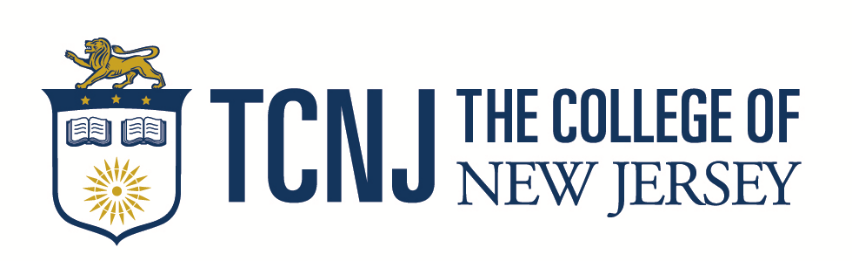 TCNJ
THE COLLEGE OF
NEW JERSEY